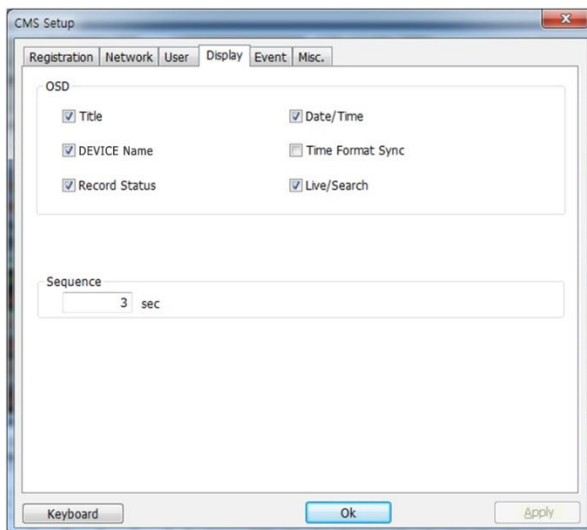 CMS Setup
Registration Network User Display Event Misc.
OSD
Title Date/Time
DEVICE Name Time Format Sync
Record Status Live/Search
Sequence
3 sec
Keyboard Ok Apply